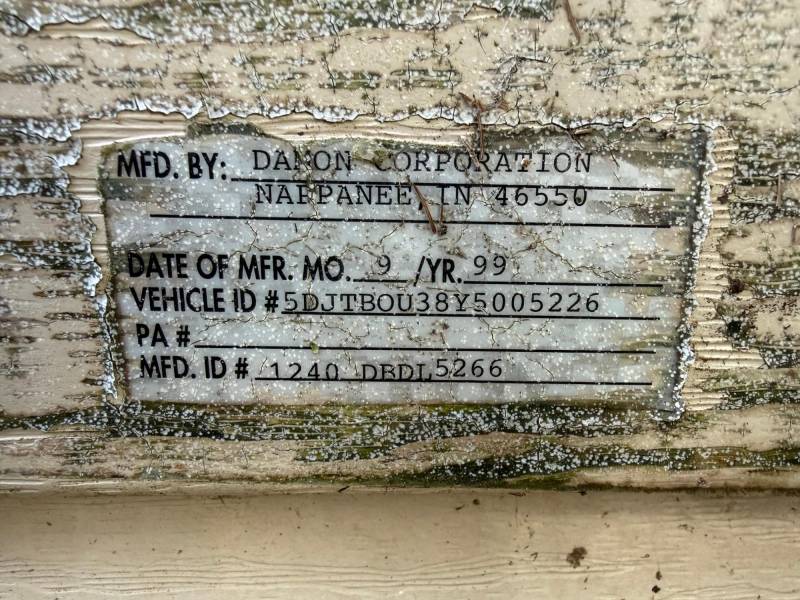 MFD. BY: DAMON CORPORATION
NAPPANEE, IN 46550
DATE OF MFR. MO. 9 /YR. 99
VEHICLE ID # 5DJTBOU38Y5005226
PA #
MFD. ID # 1240 DBDL5266